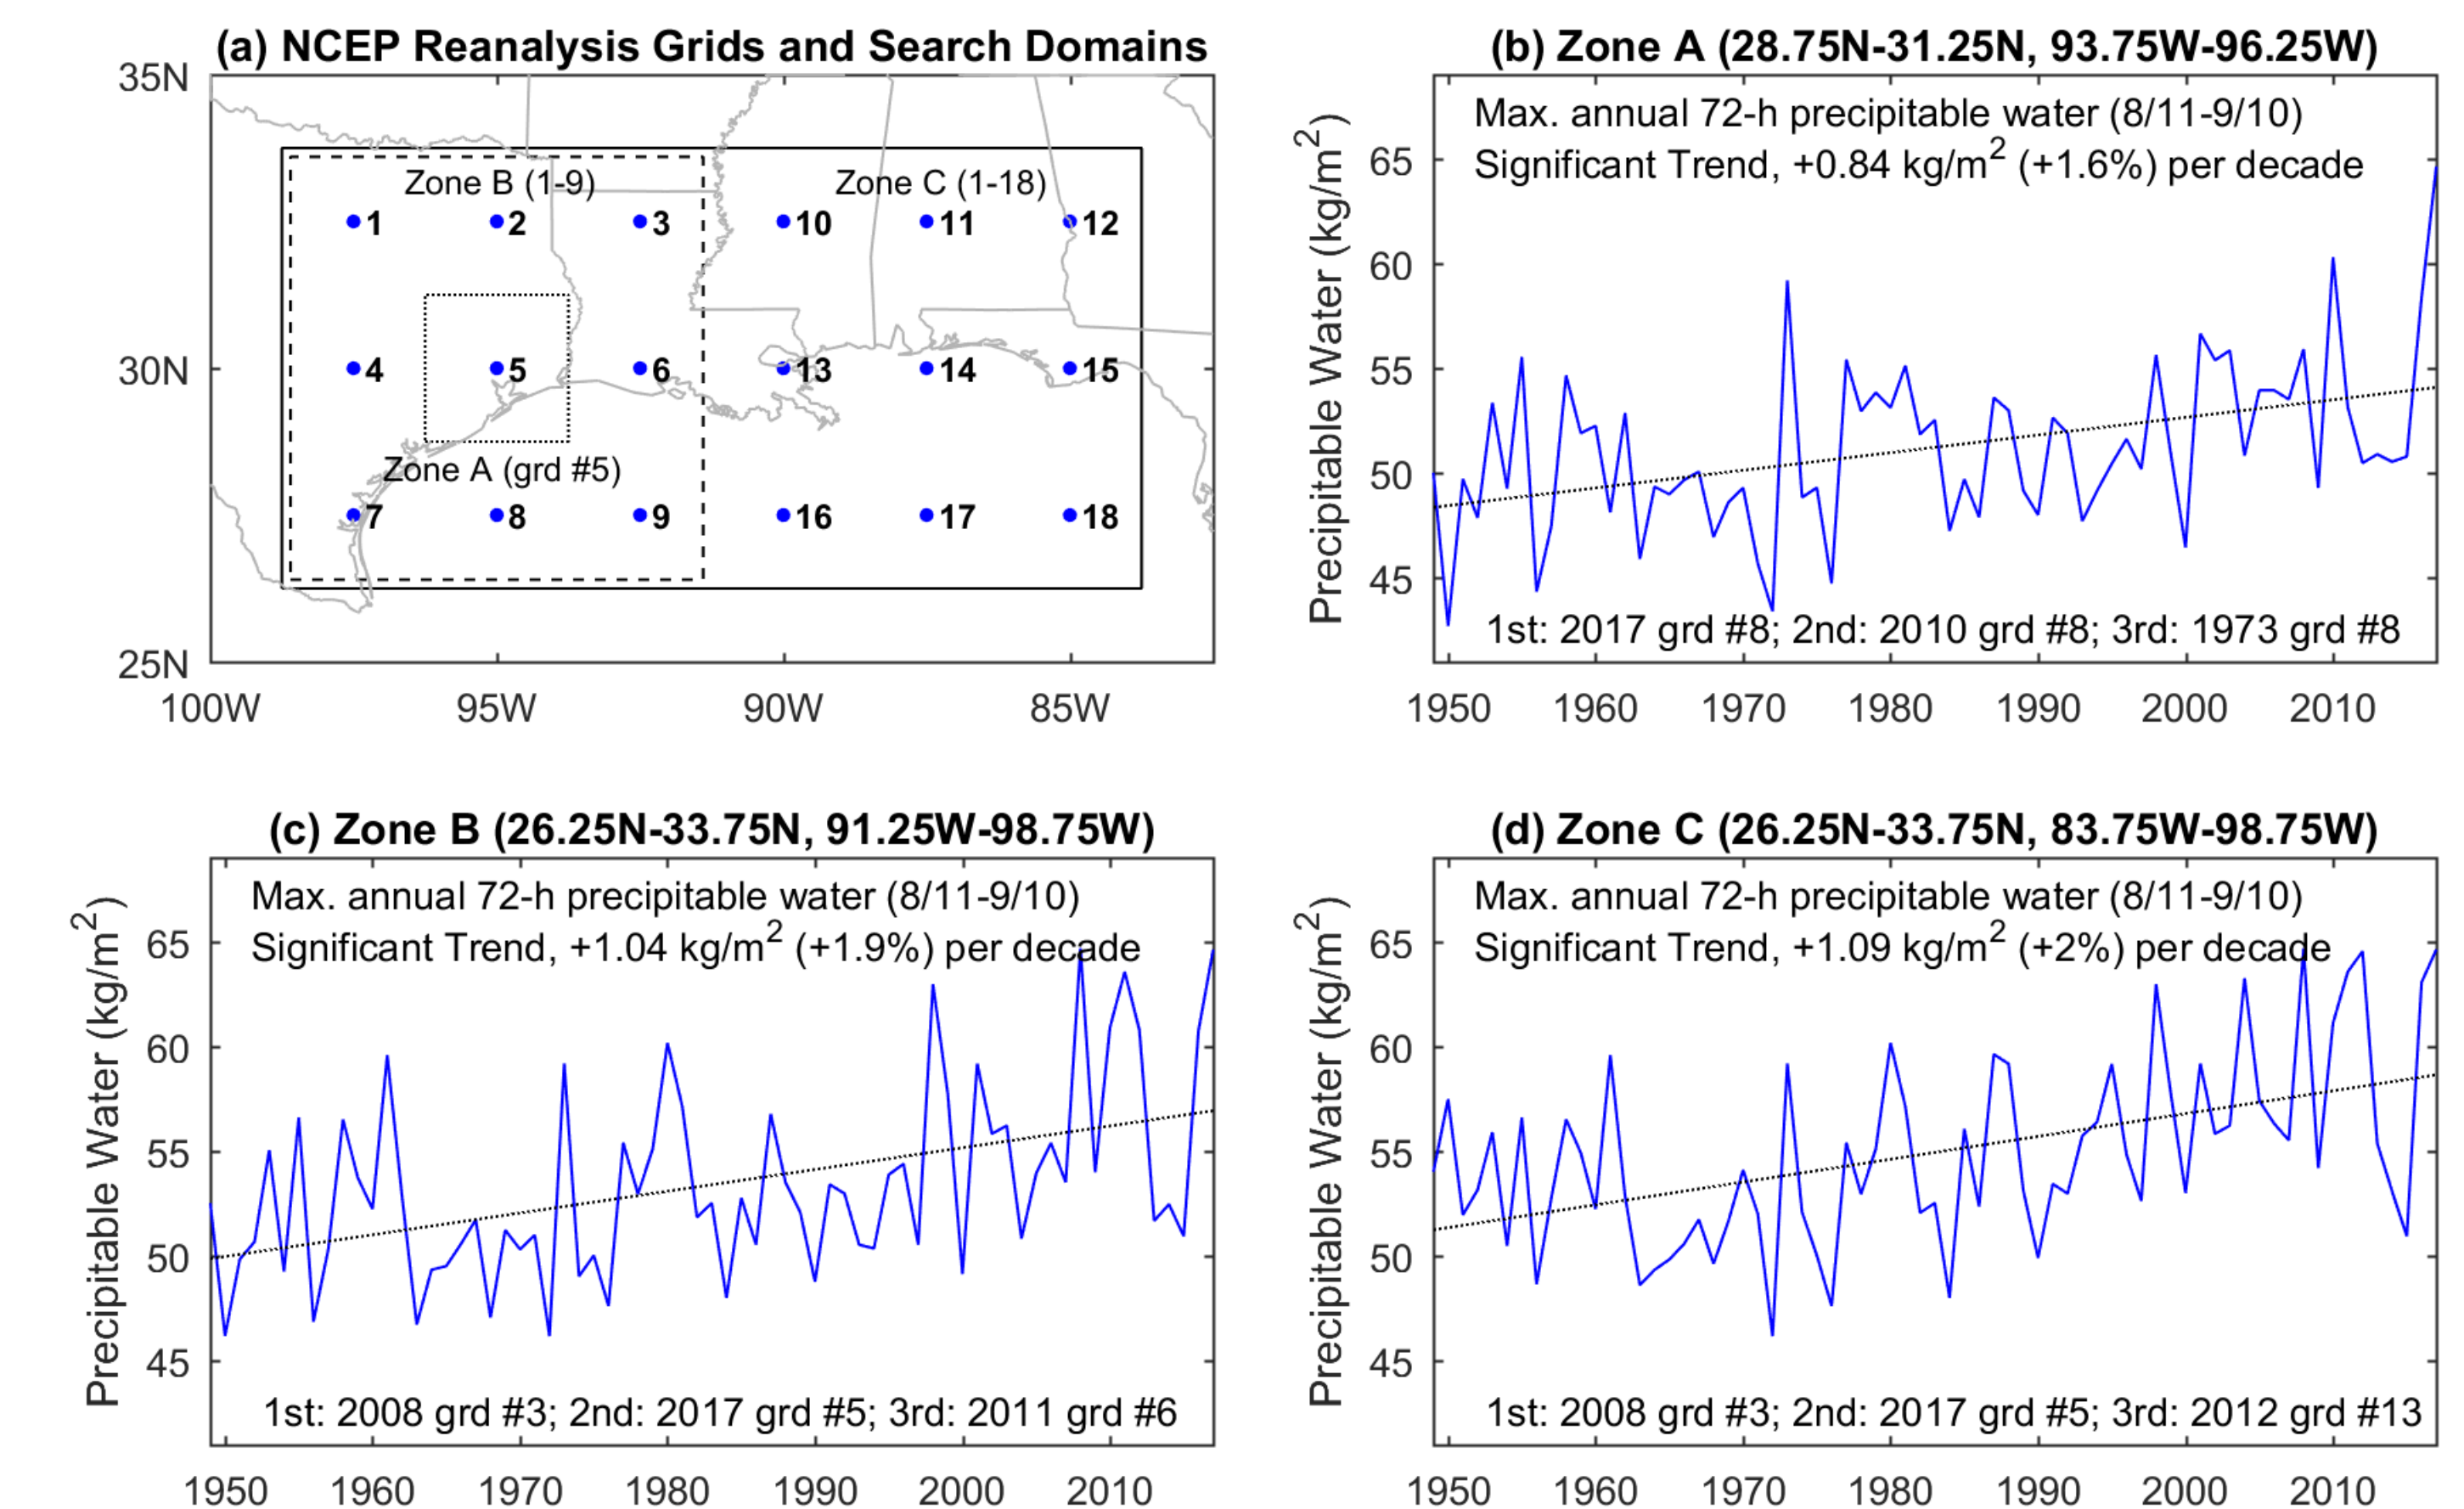 (a) NCEP Reanalysis Grids and Search Domains
35N
30N
25N
100W 95W 90W 85W
Zone B (1-9) Zone C (1-18)
1 2 3 10 11 12
4 5 6 13 14 15
Zone A (grd #5)
7 8 9 16 17 18
(b) Zone A (28.75N-31.25N, 93.75W-96.25W)
Max. annual 72-h precipitable water (8/11-9/10)
Significant Trend, +0.84 kg/m² (+1.6%) per decade
Precipitable Water (kg/m²)
65
60
55
50
45
1st: 2017 grd #8; 2nd: 2010 grd #8; 3rd: 1973 grd #8
1950 1960 1970 1980 1990 2000 2010
(c) Zone B (26.25N-33.75N, 91.25W-98.75W)
Max. annual 72-h precipitable water (8/11-9/10)
Significant Trend, +1.04 kg/m² (+1.9%) per decade
Precipitable Water (kg/m²)
65
60
55
50
45
1st: 2008 grd #3; 2nd: 2017 grd #5; 3rd: 2011 grd #6
1950 1960 1970 1980 1990 2000 2010
(d) Zone C (26.25N-33.75N, 83.75W-98.75W)
Max. annual 72-h precipitable water (8/11-9/10)
Significant Trend, +1.09 kg/m² (+2%) per decade
Precipitable Water (kg/m²)
65
60
55
50
45
1st: 2008 grd #3; 2nd: 2017 grd #5; 3rd: 2012 grd #13
1950 1960 1970 1980 1990 2000 2010